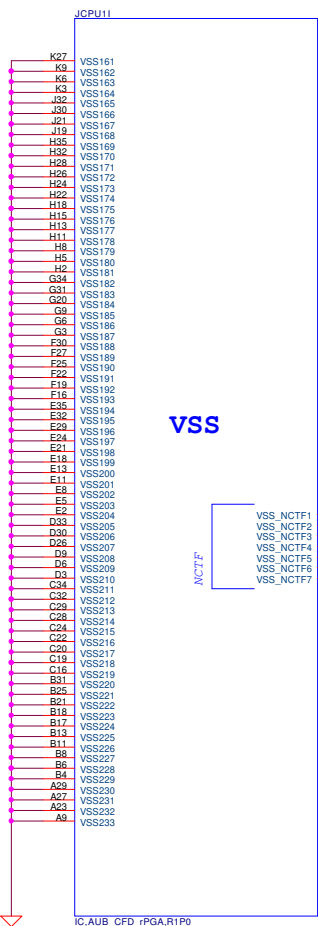 JCPU1I
K27 VSS161
K9 VSS162
K6 VSS163
K3 VSS164
J32 VSS165
J30 VSS166
J21 VSS167
J19 VSS168
H35 VSS169
H32 VSS170
H28 VSS171
H26 VSS172
H24 VSS173
H22 VSS174
H18 VSS175
H15 VSS176
H13 VSS177
H11 VSS178
H8 VSS179
H5 VSS180
H2 VSS181
G34 VSS182
G31 VSS183
G20 VSS184
G9 VSS185
G6 VSS186
G3 VSS187
F30 VSS188
F27 VSS189
F25 VSS190
F22 VSS191
F19 VSS192
F16 VSS193
E35 VSS194
E32 VSS195
E29 VSS196
E24 VSS197
E21 VSS198
E18 VSS199
E13 VSS200
E11 VSS201
E8 VSS202
E5 VSS203
E2 VSS204
D33 VSS205
D30 VSS206
D26 VSS207
D9 VSS208
D6 VSS209
D3 VSS210
C34 VSS211
C32 VSS212
C29 VSS213
C28 VSS214
C24 VSS215
C22 VSS216
C20 VSS217
C19 VSS218
C16 VSS219
B31 VSS220
B25 VSS221
B21 VSS222
B18 VSS223
B17 VSS224
B13 VSS225
B11 VSS226
B8 VSS227
B6 VSS228
B4 VSS229
A29 VSS230
A27 VSS231
A23 VSS232
A9 VSS233
VSS
NCTF
VSS_NCTF1
VSS_NCTF2
VSS_NCTF3
VSS_NCTF4
VSS_NCTF5
VSS_NCTF6
VSS_NCTF7
IC,AUB_CFD_rPGA,R1P0